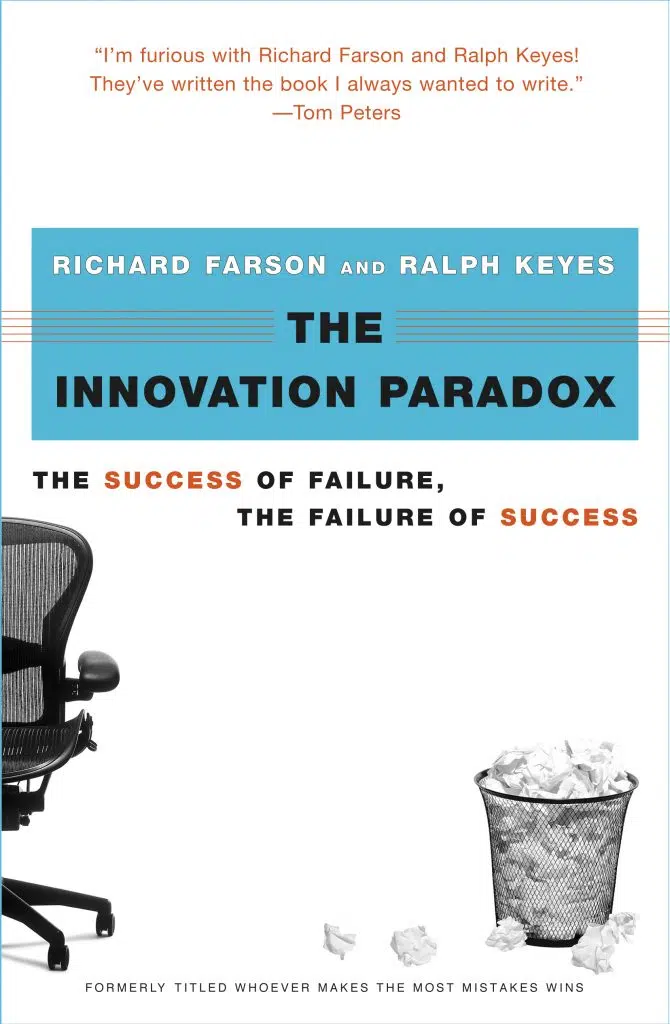 “I’m furious with Richard Farson and Ralph Keyes!
They’ve written the book I always wanted to write.”
—Tom Peters
RICHARD FARSON AND RALPH KEYES
THE
INNOVATION PARADOX
THE SUCCESS OF FAILURE,
THE FAILURE OF SUCCESS
FORMERLY TITLED WHOEVER MAKES THE MOST MISTAKES WINS